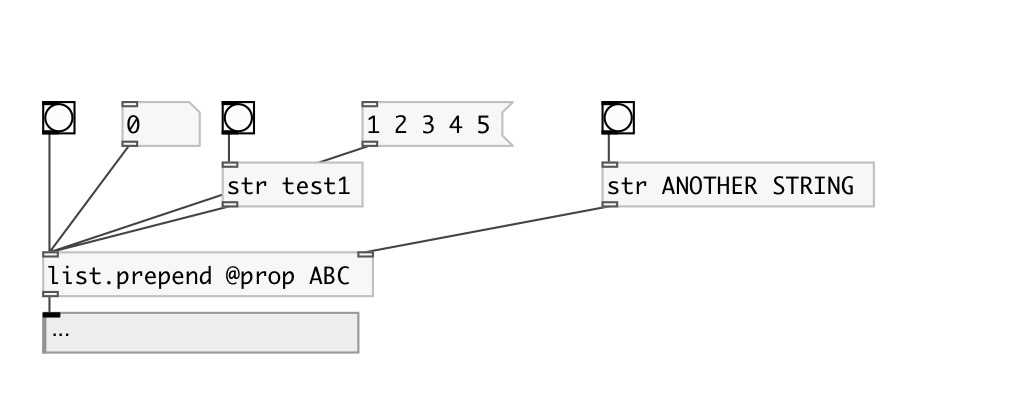 0
1 2 3 4 5
str test1
str ANOTHER STRING
list.prepend @prop ABC
...